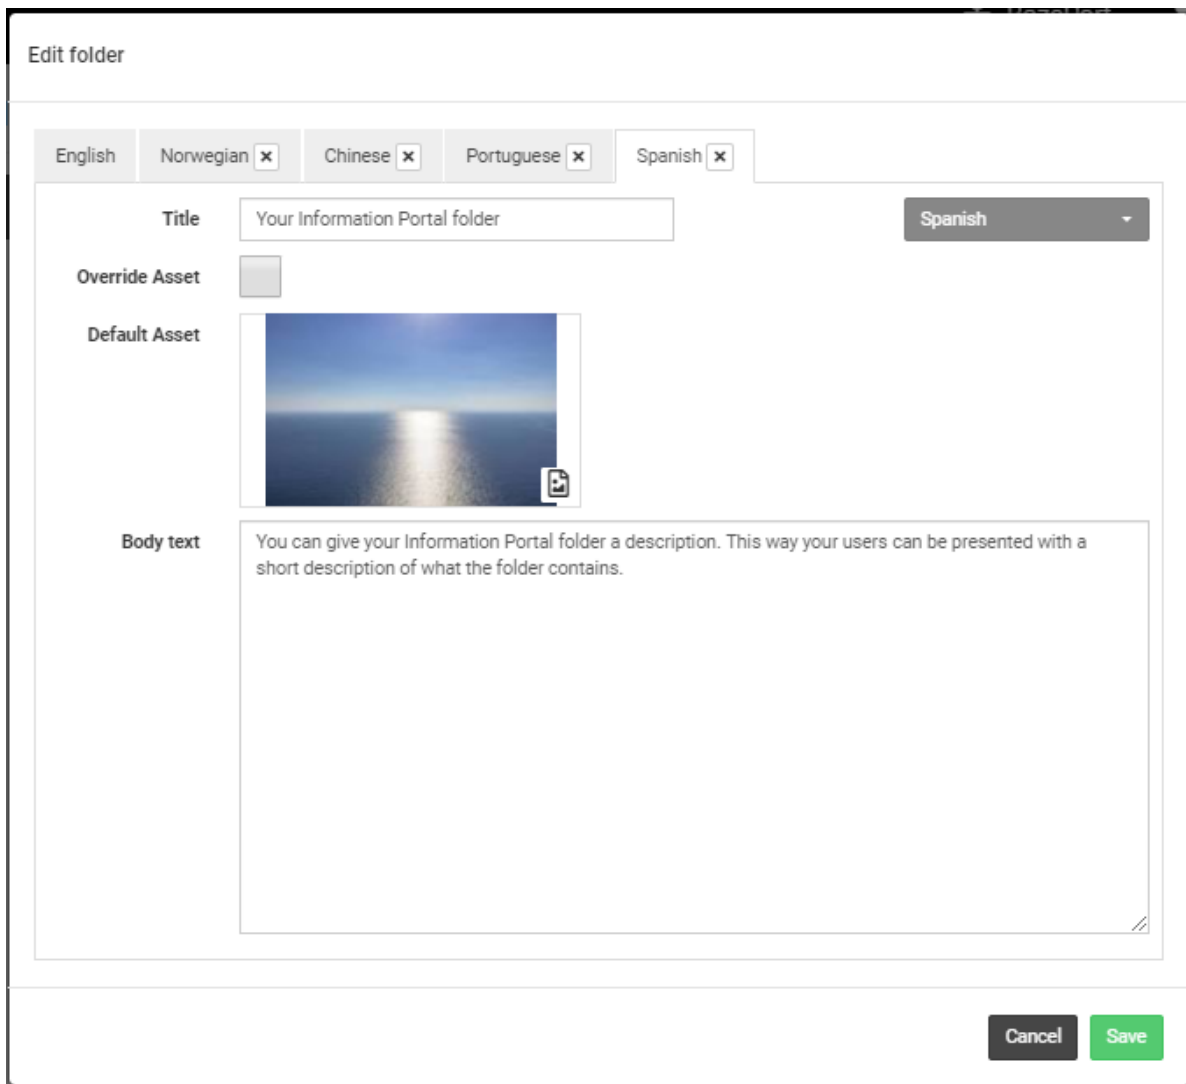 Edit folder
English Norwegian Chinese Portuguese Spanish
Title Your Information Portal folder Spanish
Override Asset
Default Asset
Body text You can give your Information Portal folder a description. This way your users can be presented with a
short description of what the folder contains.
Cancel Save